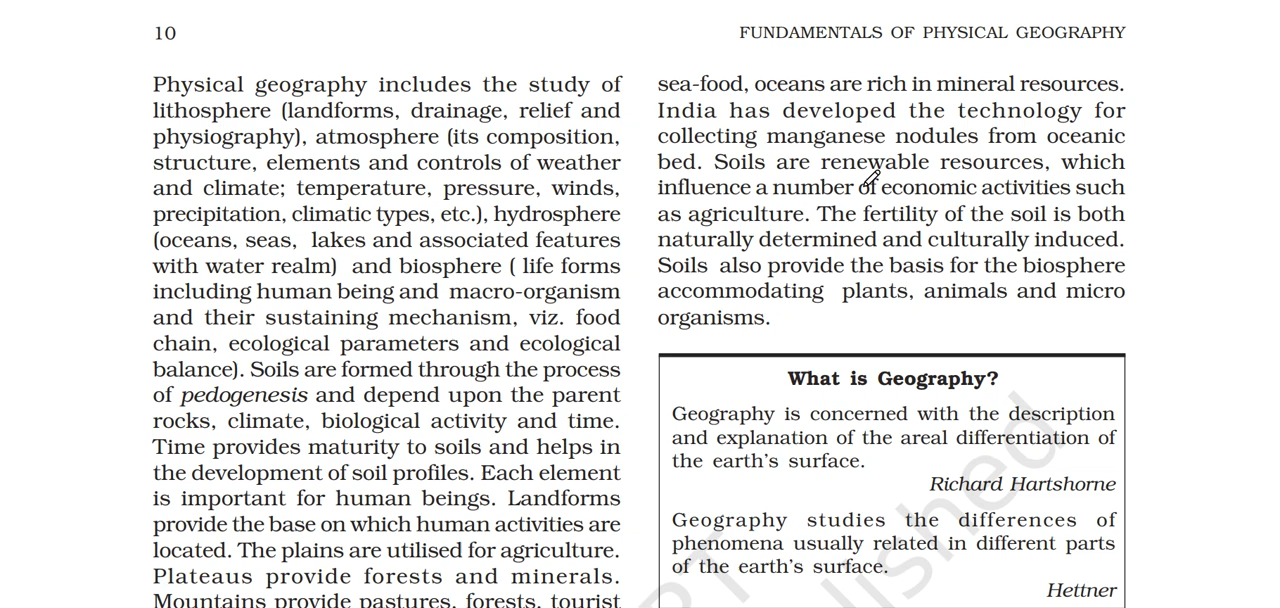 10
FUNDAMENTALS OF PHYSICAL GEOGRAPHY
Physical geography includes the study of
lithosphere (landforms, drainage, relief and
physiography), atmosphere (its composition,
structure, elements and controls of weather
and climate; temperature, pressure, winds,
precipitation, climatic types, etc.), hydrosphere
(oceans, seas, lakes and associated features
with water realm) and biosphere ( life forms
including human being and macro-organism
and their sustaining mechanism, viz. food
chain, ecological parameters and ecological
balance). Soils are formed through the process
of pedogenesis and depend upon the parent
rocks, climate, biological activity and time.
Time provides maturity to soils and helps in
the development of soil profiles. Each element
is important for human beings. Landforms
provide the base on which human activities are
located. The plains are utilised for agriculture.
Plateaus provide forests and minerals.
Mountains provide pastures, forests, tourist
sea-food, oceans are rich in mineral resources.
India has developed the technology for
collecting manganese nodules from oceanic
bed. Soils are renewable resources, which
influence a number of economic activities such
as agriculture. The fertility of the soil is both
naturally determined and culturally induced.
Soils also provide the basis for the biosphere
accommodating plants, animals and micro
organisms.
What is Geography?
Geography is concerned with the description
and explanation of the areal differentiation of
the earth's surface.
Richard Hartshorne
Geography studies the differences of
phenomena usually related in different parts
of the earth's surface.
Hettner